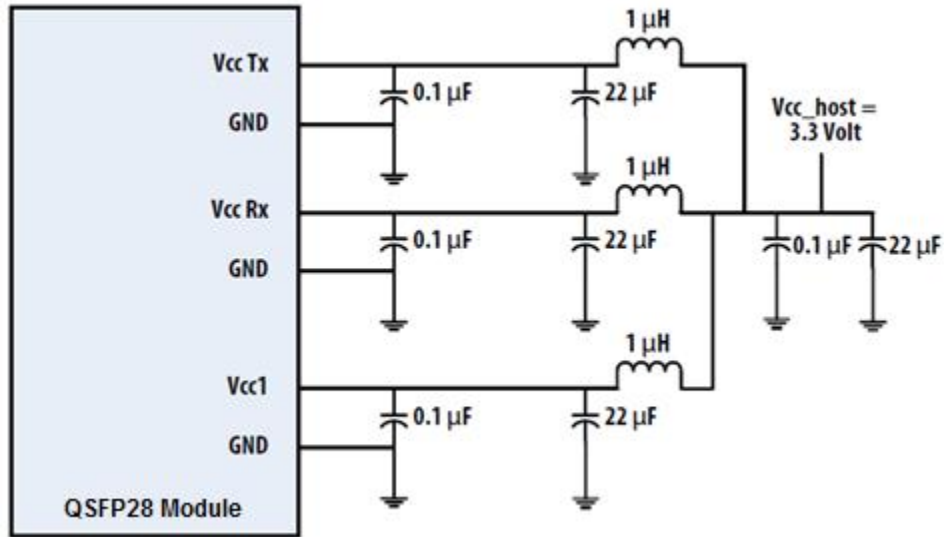 1 μH
Vcc Tx
0.1 μF
22 μF
Vcc_host =
3.3 Volt
GND
1 μH
Vcc Rx
0.1 μF
22 μF
0.1 μF
22 μF
GND
1 μH
Vcc1
0.1 μF
22 μF
GND
QSFP28 Module